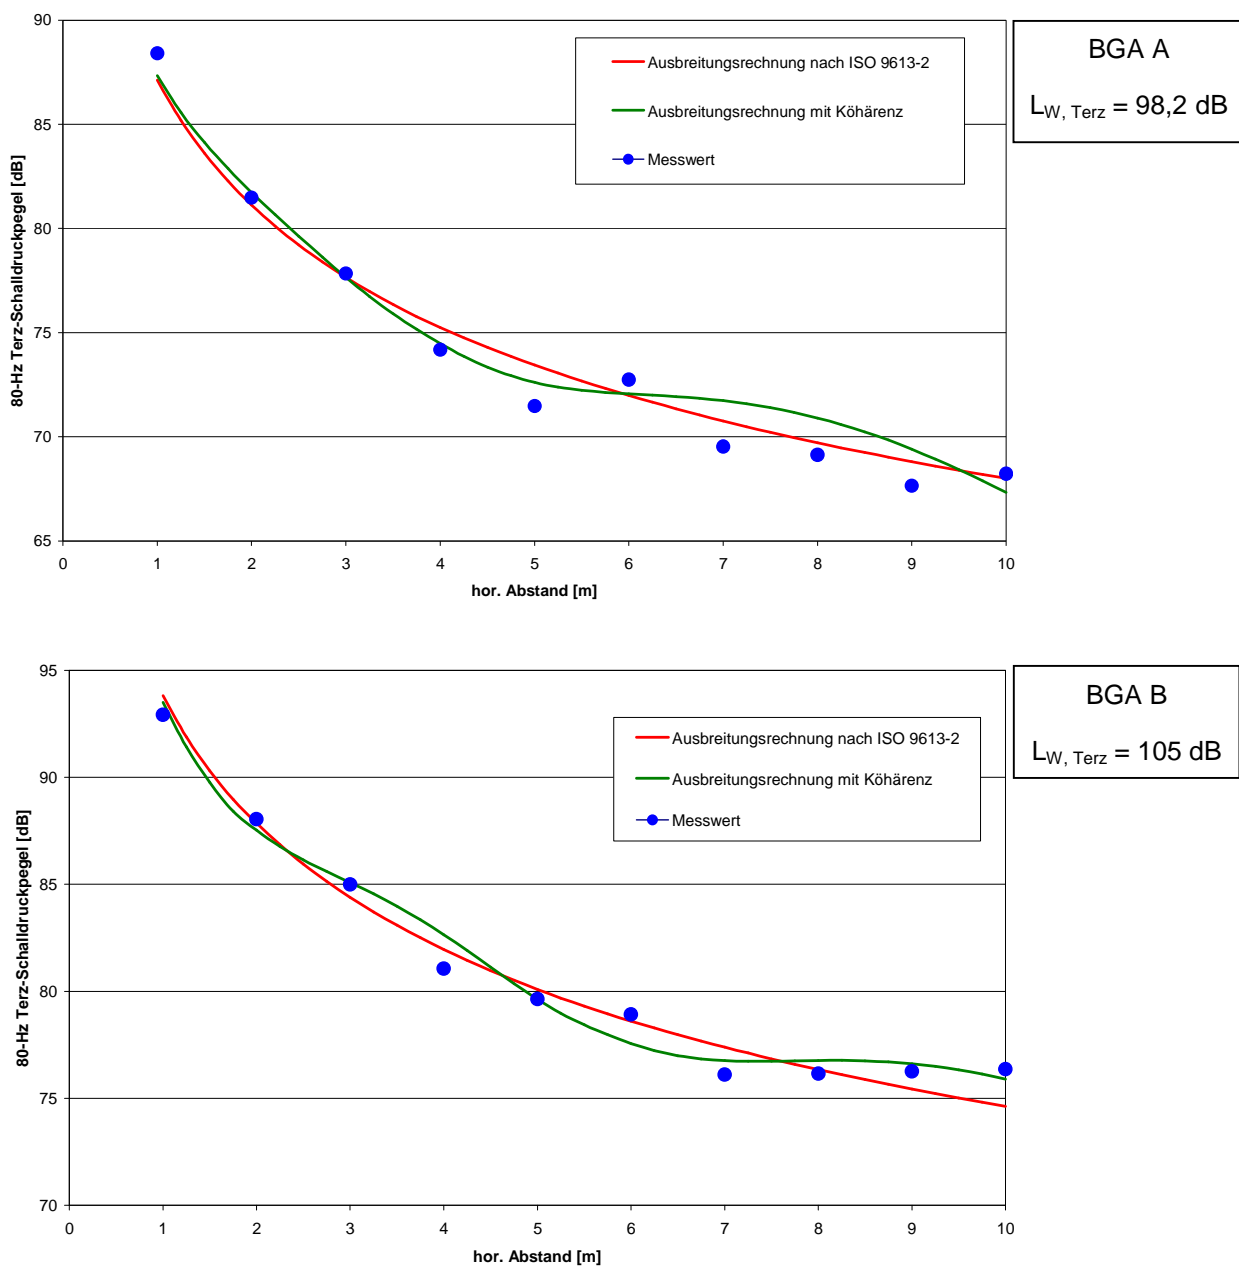 90
85
80
75
70
65
80-Hz Terz-Schalldruckpegel [dB]
Ausbreitungsrechnung nach ISO 9613-2
Ausbreitungsrechnung mit Köhärenz
Messwert
0 1 2 3 4 5 6 7 8 9 10
hor. Abstand [m]
BGA A
LW, Terz = 98,2 dB
95
90
85
80
75
70
80-Hz Terz-Schalldruckpegel [dB]
Ausbreitungsrechnung nach ISO 9613-2
Ausbreitungsrechnung mit Köhärenz
Messwert
0 1 2 3 4 5 6 7 8 9 10
hor. Abstand [m]
BGA B
LW, Terz = 105 dB